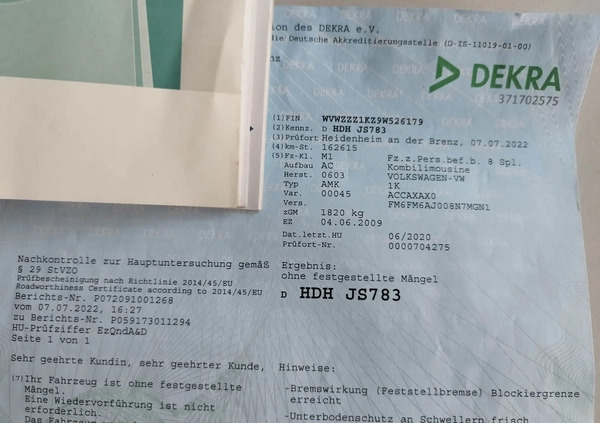 ion des DEKRA e.V.
die Deutsche Akkreditierungsstelle (D-IS-11019-01-00)
nz
DEKRA
371702575
(1) FIN WVWZZZ1KZ9W526179
(2) Kennz. D HDH JS783
(3) Prüfort Heidenheim an der Brenz, 07.07.2022
(4) km-St. 162615
(5) Fz-Kl. M1 Fz.z.Pers.bef.b. 8 Spl.
Aufbau AC Kombilimousine
Herst. 0603 VOLKSWAGEN-VW
Typ AMK 1K
Var. 00045 ACCAXAX0
Vers. FM6FM6AJ008N7MGN1
zGM 1820 kg
EZ 04.06.2009
Dat.letzt.HU 06/2020
Prüfort-Nr. 0000704275
Nachkontrolle zur Hauptuntersuchung gemäß
§ 29 StVZO
Prüfbescheinigung nach Richtlinie 2014/45/EU
Roadworthiness Certificate according to 2014/45/EU
Berichts-Nr. P072091001268
vom 07.07.2022, 16:27
zu Berichts-Nr. P059173011294
HU-Prüfziffer EzQndA&D
Seite 1 von 1
Ergebnis:
ohne festgestellte Mängel
D HDH JS783
Sehr geehrte Kundin, sehr geehrter Kunde,
(7) Ihr Fahrzeug ist ohne festgestellte
Mängel.
Eine Wiedervorführung ist nicht
erforderlich.
Das Fahrzeug
Hinweise:
-Bremswirkung (Feststellbremse) Blockiergrenze
erreicht
-Unterbodenschutz an Schwellern frisch